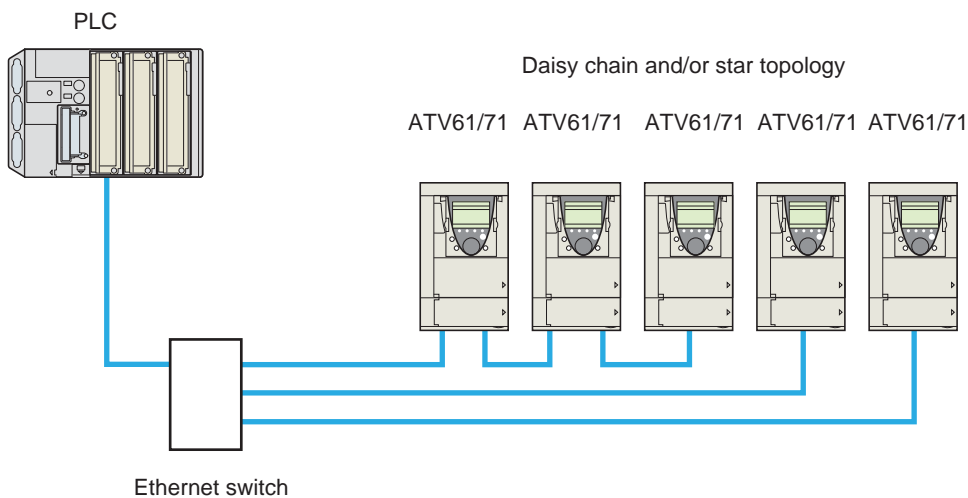 PLC
Daisy chain and/or star topology
ATV61/71 ATV61/71 ATV61/71 ATV61/71 ATV61/71
Ethernet switch